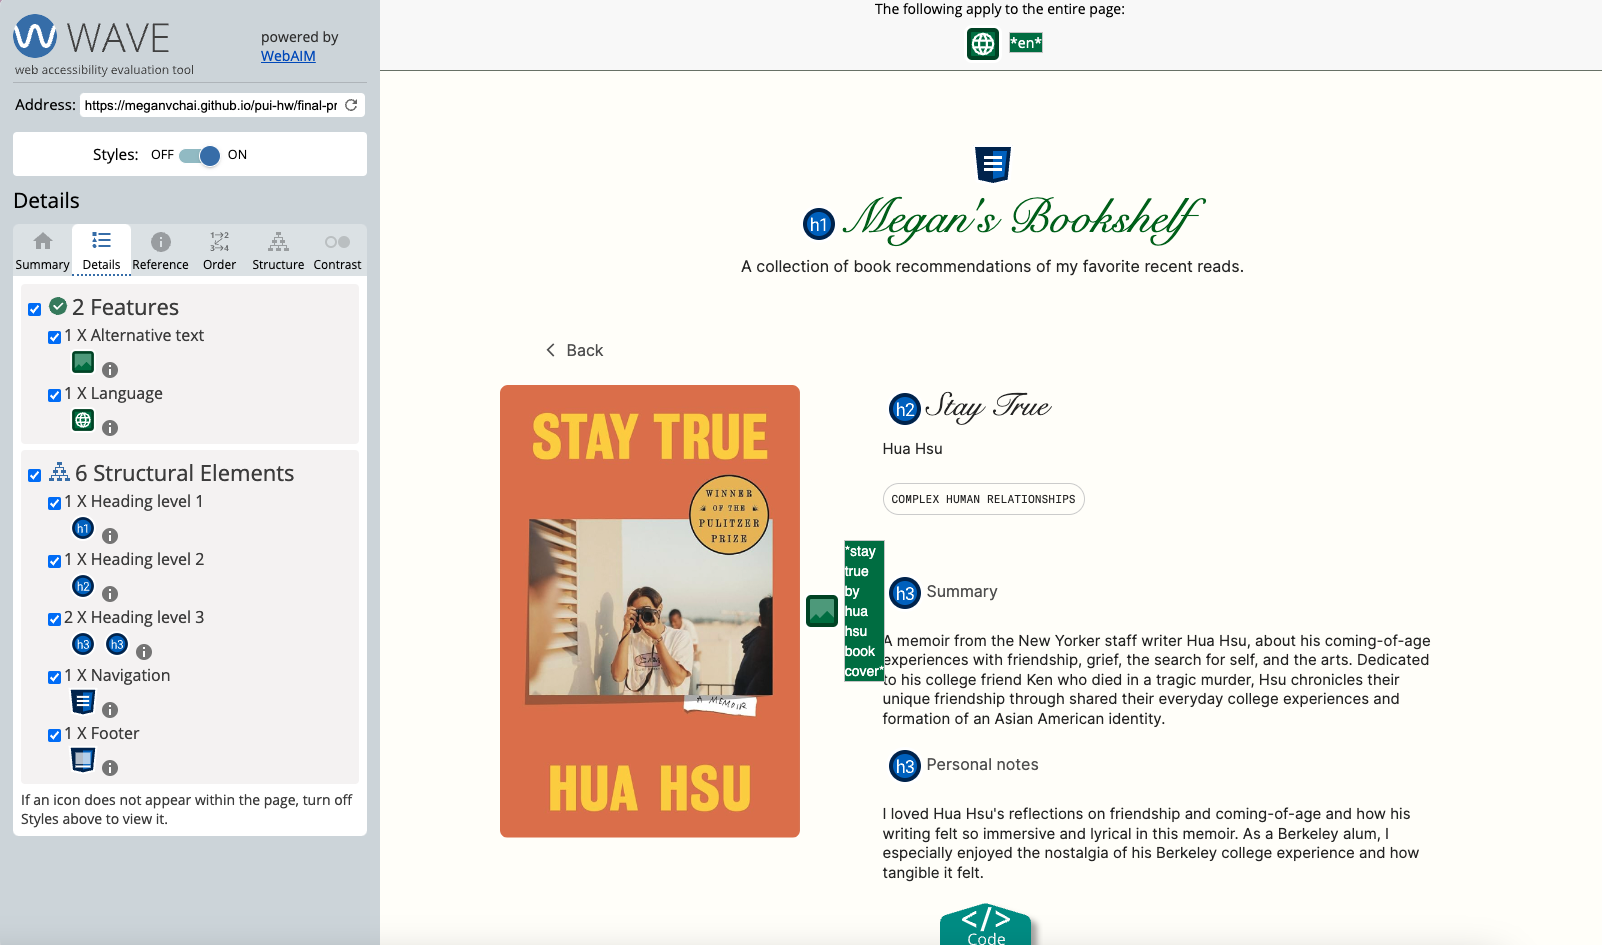 WAVE
web accessibility evaluation tool
powered by
WebAIM
Address: https://meganvchai.github.io/pui-hw/final-pr
Styles: OFF ON
Details
Summary Details Reference Order Structure Contrast
2 Features
1 X Alternative text
1 X Language
6 Structural Elements
1 X Heading level 1
h1
1 X Heading level 2
h2
2 X Heading level 3
h3 h3
1 X Navigation
1 X Footer
If an icon does not appear within the page, turn off
Styles above to view it.
The following apply to the entire page:
*en*
h1 Megan's Bookshelf
A collection of book recommendations of my favorite recent reads.
Back
STAY TRUE
WINNER
OF THE
PULITZER
PRIZE
A MEMOIR
HUA HSU
*stay
true
by
hua
hsu
book
cover*
h2 Stay True
Hua Hsu
COMPLEX HUMAN RELATIONSHIPS
h3 Summary
A memoir from the New Yorker staff writer Hua Hsu, about his coming-of-age
experiences with friendship, grief, the search for self, and the arts. Dedicated
to his college friend Ken who died in a tragic murder, Hsu chronicles their
unique friendship through shared their everyday college experiences and
formation of an Asian American identity.
h3 Personal notes
I loved Hua Hsu's reflections on friendship and coming-of-age and how his
writing felt so immersive and lyrical in this memoir. As a Berkeley alum, I
especially enjoyed the nostalgia of his Berkeley college experience and how
tangible it felt.
</>
Code